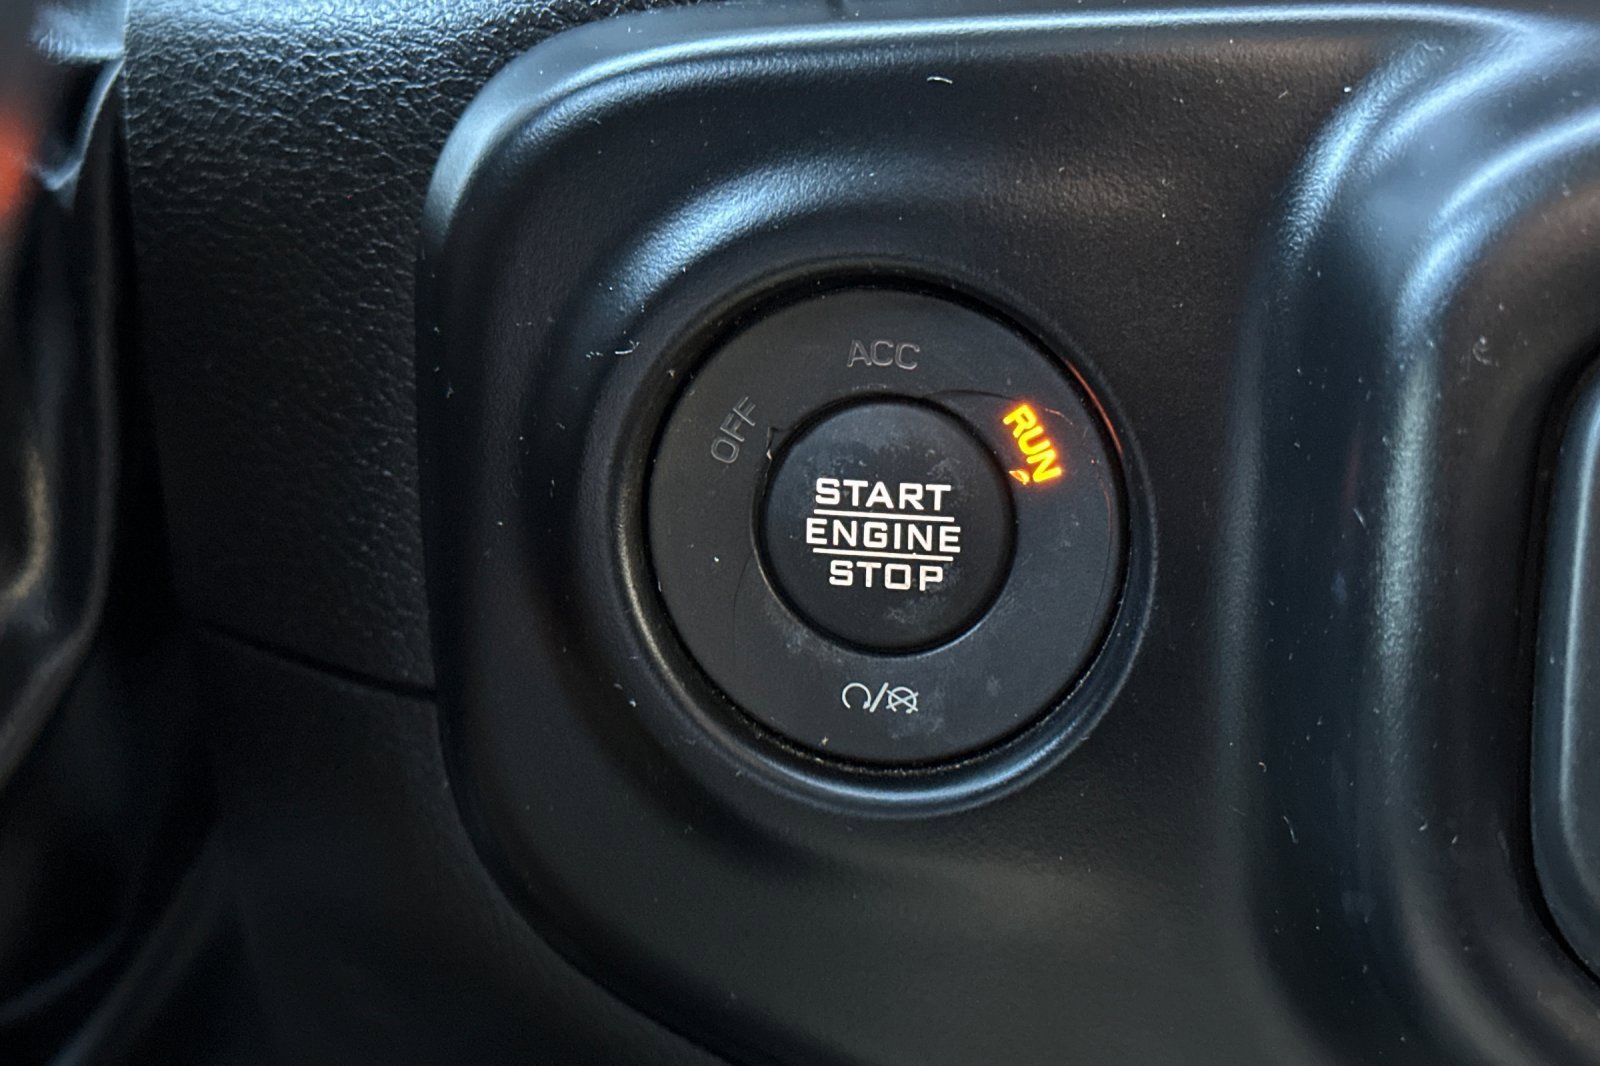 ACC
OFF
RUN
START
ENGINE
STOP